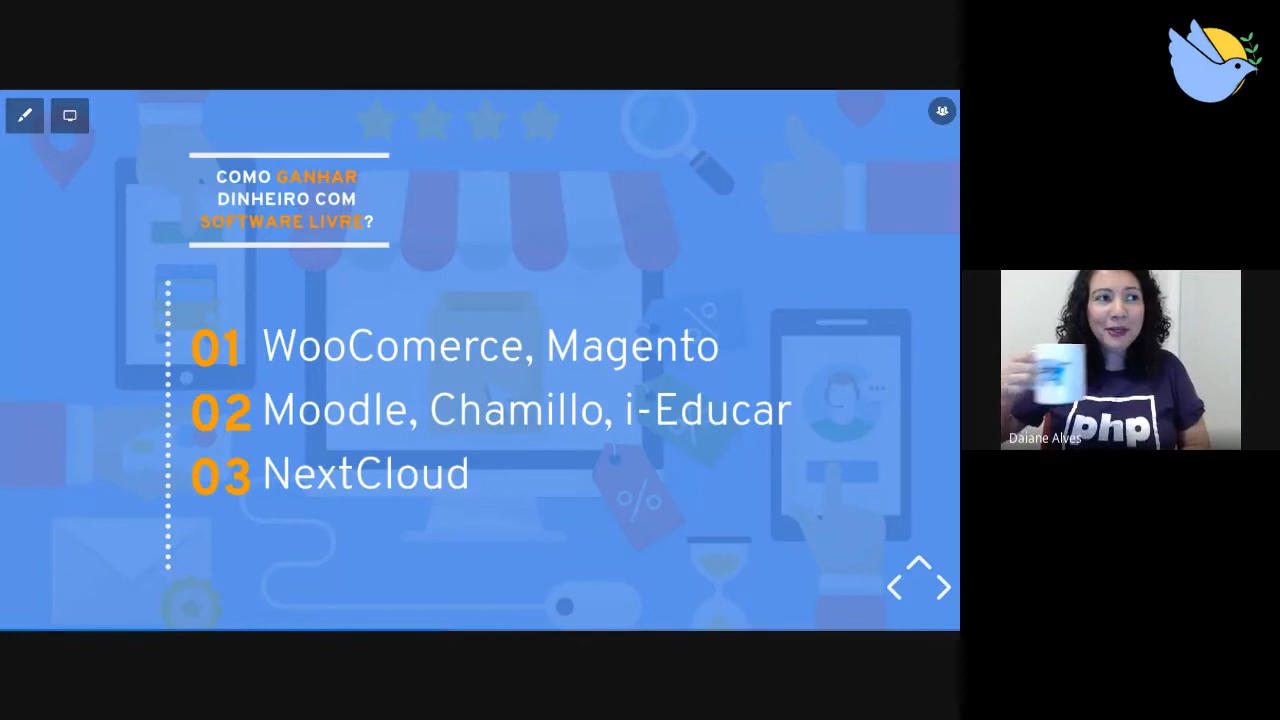 COMO GANHAR
DINHEIRO COM
SOFTWARE LIVRE?
01 WooComerce, Magento
02 Moodle, Chamillo, i-Educar
03 NextCloud
php
Daiane Alves